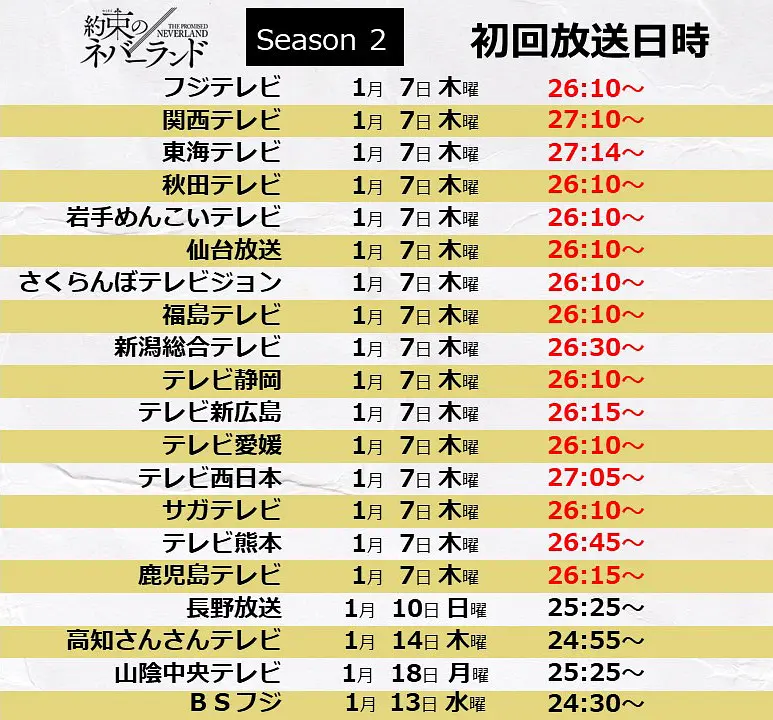 約束の
ネバーランド
THE PROMISED
NEVERLAND
Season 2
初回放送日時
フジテレビ 1月 7日 木曜 26:10～
関西テレビ 1月 7日 木曜 27:10～
東海テレビ 1月 7日 木曜 27:14～
秋田テレビ 1月 7日 木曜 26:10～
岩手めんこいテレビ 1月 7日 木曜 26:10～
仙台放送 1月 7日 木曜 26:10～
さくらんぼテレビジョン 1月 7日 木曜 26:10～
福島テレビ 1月 7日 木曜 26:10～
新潟総合テレビ 1月 7日 木曜 26:30～
テレビ静岡 1月 7日 木曜 26:10～
テレビ新広島 1月 7日 木曜 26:15～
テレビ愛媛 1月 7日 木曜 26:10～
テレビ西日本 1月 7日 木曜 27:05～
サガテレビ 1月 7日 木曜 26:10～
テレビ熊本 1月 7日 木曜 26:45～
鹿児島テレビ 1月 7日 木曜 26:15～
長野放送 1月 10日 日曜 25:25～
高知さんさんテレビ 1月 14日 木曜 24:55～
山陰中央テレビ 1月 18日 月曜 25:25～
ＢＳフジ 1月 13日 水曜 24:30～